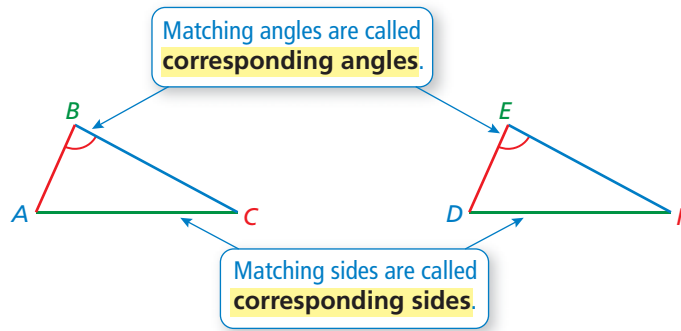 Matching angles are called
corresponding angles.
B
E
A
C
D
Matching sides are called
corresponding sides.